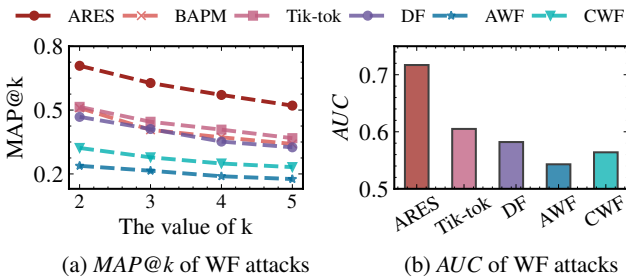 ARES BAPM Tik-tok DF AWF CWF
MAP@k
0.8
0.5
0.2
2 3 4 5
The value of k
(a) MAP@k of WF attacks
AUC
0.7
0.6
0.5
ARES Tik-tok DF AWF CWF
(b) AUC of WF attacks